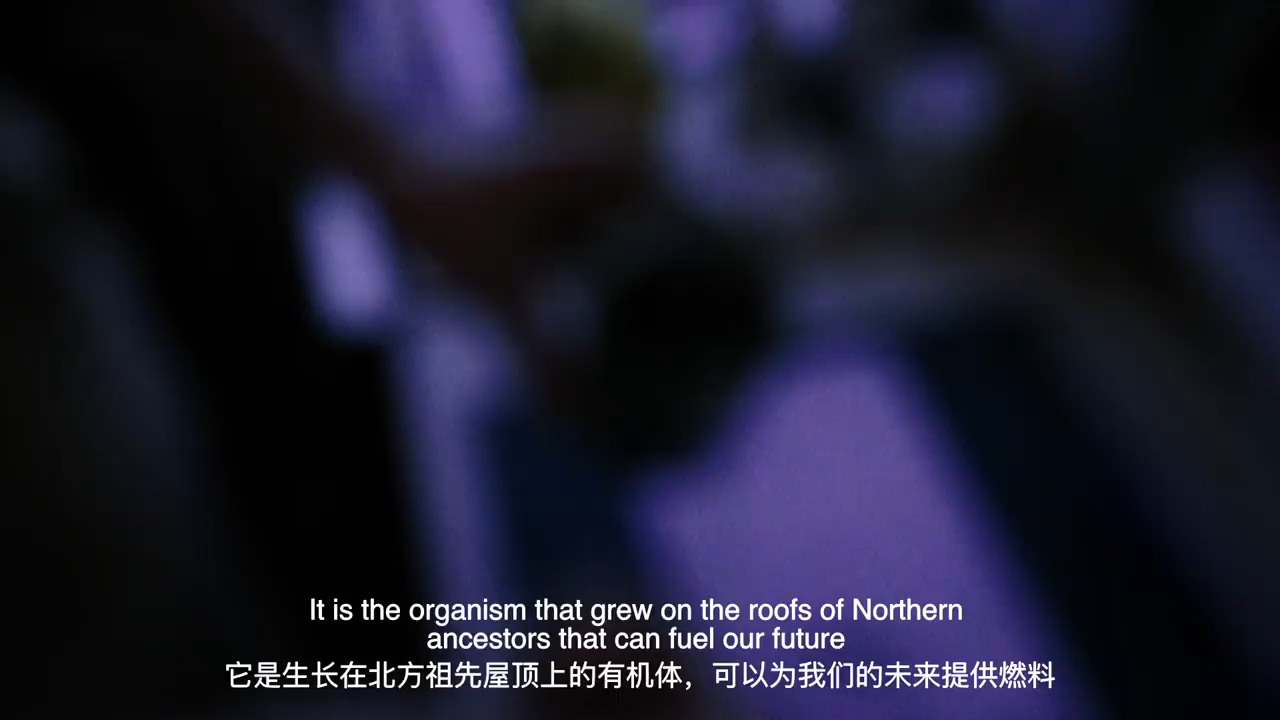 It is the organism that grew on the roofs of Northern
ancestors that can fuel our future
它是生长在北方祖先屋顶上的有机体，可以为我们的未来提供燃料